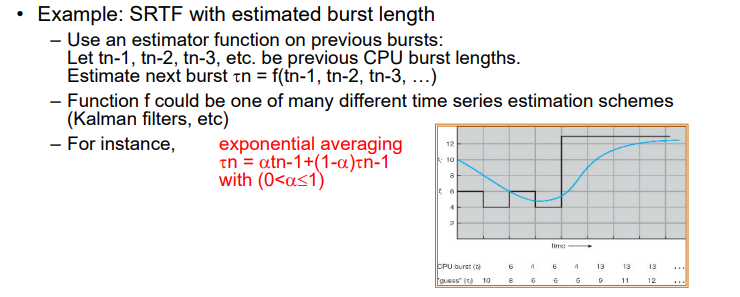 • Example: SRTF with estimated burst length
– Use an estimator function on previous bursts:
Let tn-1, tn-2, tn-3, etc. be previous CPU burst lengths.
Estimate next burst τn = f(tn-1, tn-2, tn-3, …)
– Function f could be one of many different time series estimation schemes
(Kalman filters, etc)
– For instance, exponential averaging
τn = αtn-1+(1-α)τn-1
with (0<α≤1)
12
10
8
6
4
2
time
CPU burst (tᵢ) 6 4 6 4 13 13 13 ...
"guess" (τᵢ) 10 8 6 6 5 9 11 12 ...